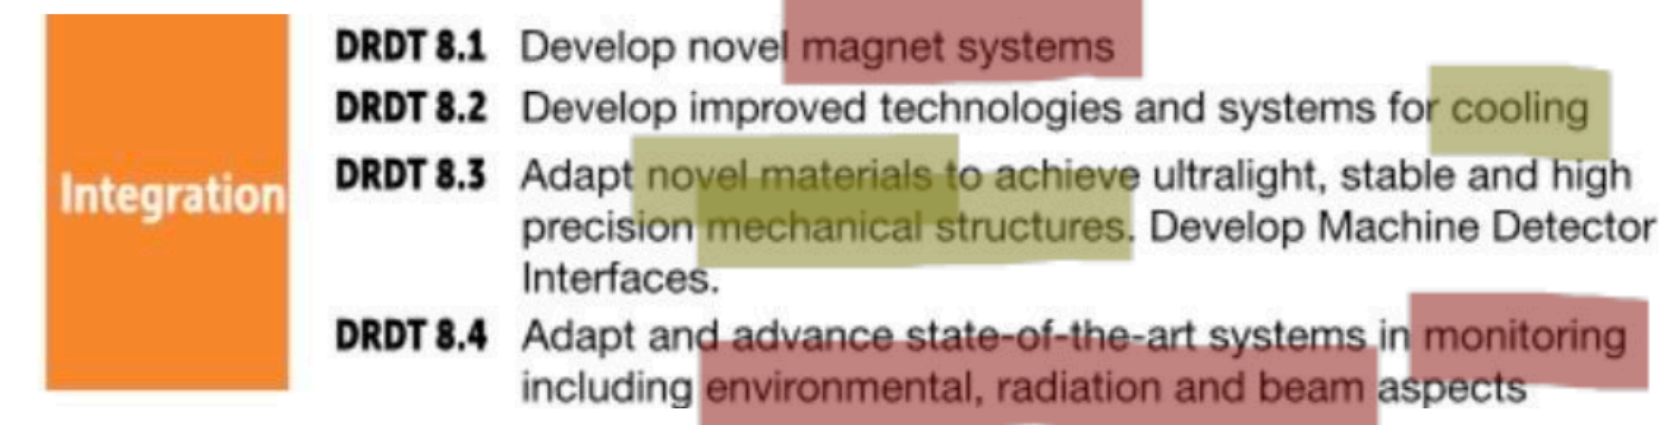 Integration
DRDT 8.1 Develop novel magnet systems
DRDT 8.2 Develop improved technologies and systems for cooling
DRDT 8.3 Adapt novel materials to achieve ultralight, stable and high
precision mechanical structures. Develop Machine Detector
Interfaces.
DRDT 8.4 Adapt and advance state-of-the-art systems in monitoring
including environmental, radiation and beam aspects